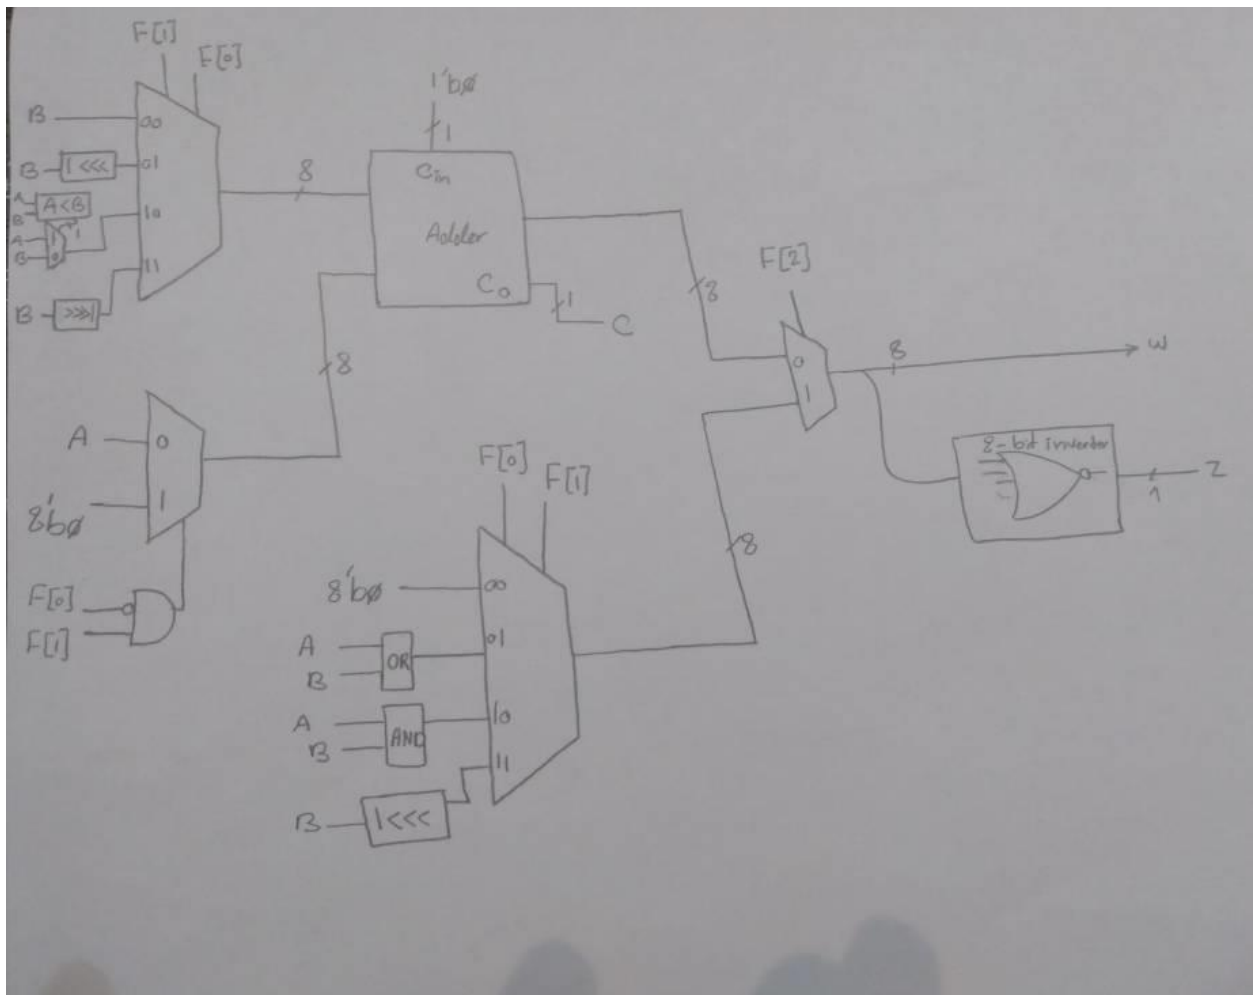 F[1]
F[0]
B
00
B
1<<<
01
A
B
A<B
1
A
1
B
0
10
B
>>>1
11
8
1'b0
1
Cin
Adder
Co
1
C
8
A
0
8'b0
1
F[0]
F[1]
8
F[2]
0
1
8
w
8-bit inverter
1
Z
F[0]
F[1]
8'b0
00
A
B
OR
01
A
B
AND
10
B
1<<<
11
8